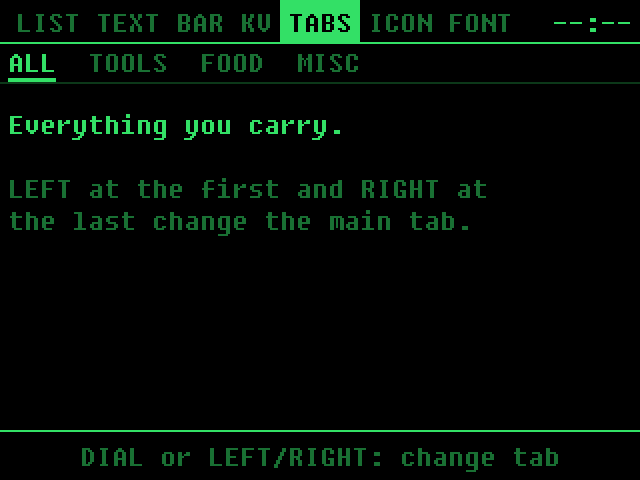 LIST TEXT BAR KV TABS ICON FONT --:--
ALL TOOLS FOOD MISC
Everything you carry.
LEFT at the first and RIGHT at
the last change the main tab.
DIAL or LEFT/RIGHT: change tab